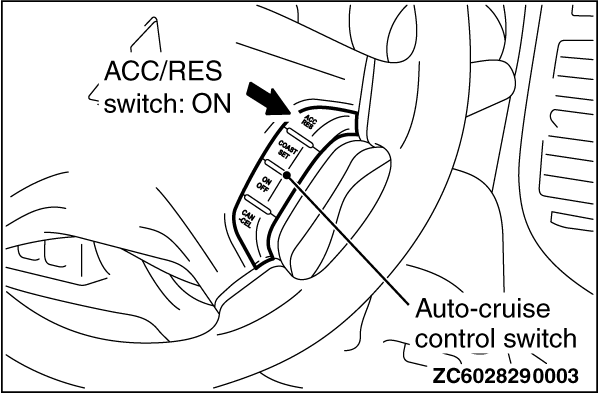 ACC/RES
switch: ON
ACC
RES
COAST
SET
ON
OFF
CAN
-CEL
Auto-cruise
control switch
ZC6028290003